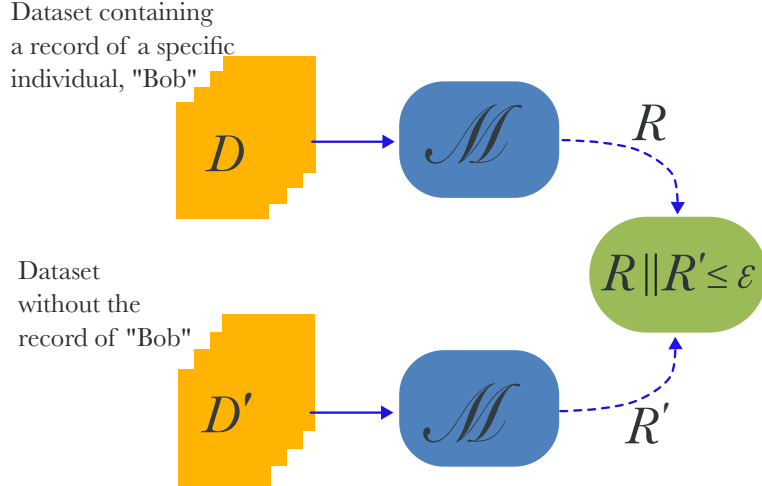 Dataset containing
a record of a specific
individual, "Bob"
D
ℳ
R
R||R'≤ ε
Dataset
without the
record of "Bob"
D'
ℳ
R'